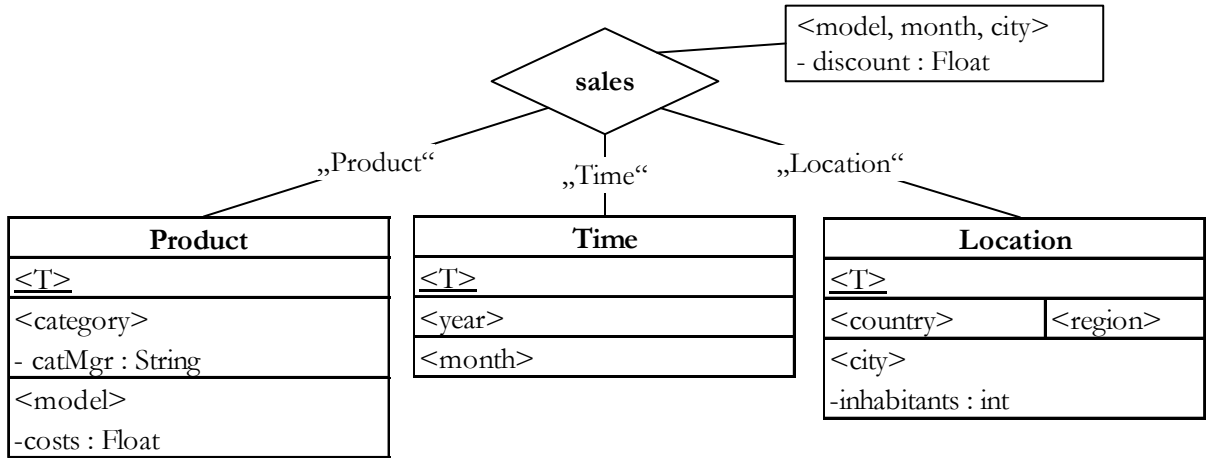 <model, month, city>
- discount : Float
sales
„Product“
„Time“
„Location“
Product
<T>
<category>
- catMgr : String
<model>
-costs : Float
Time
<T>
<year>
<month>
Location
<T>
<country>
<region>
<city>
-inhabitants : int